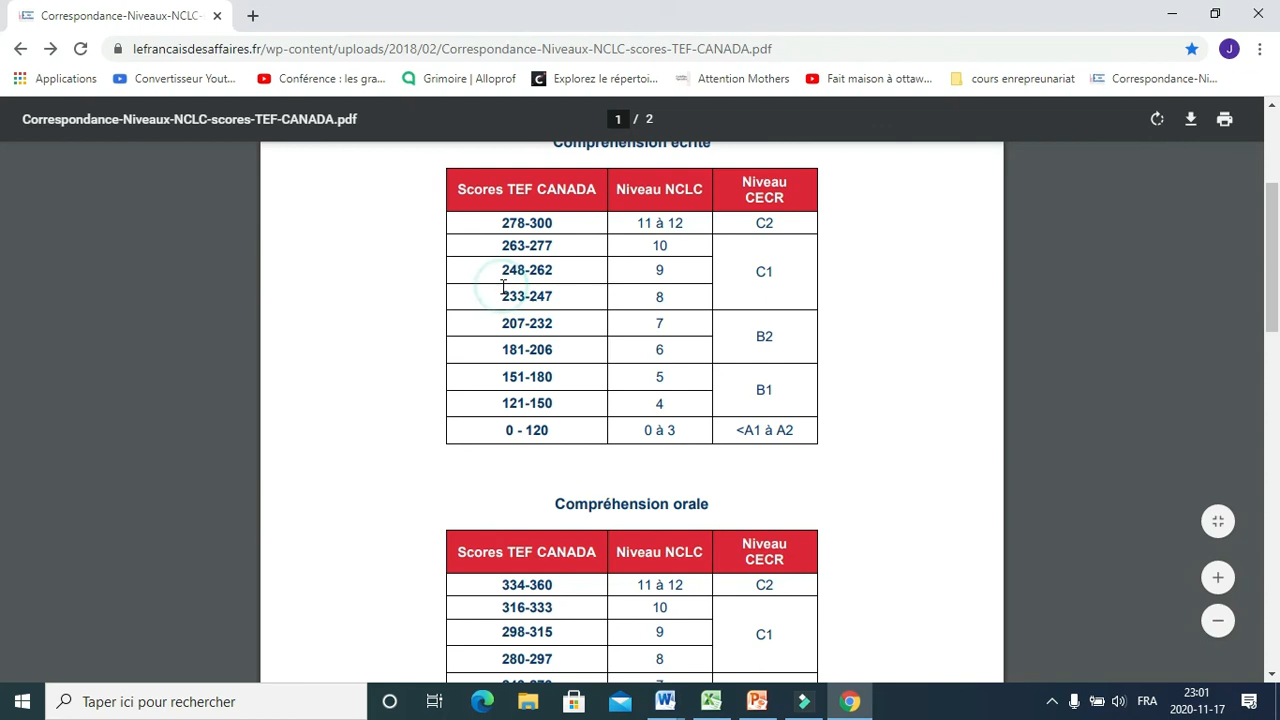 Correspondance-Niveaux-NCLC-
lefrancaisdesaffaires.fr/wp-content/uploads/2018/02/Correspondance-Niveaux-NCLC-scores-TEF-CANADA.pdf
J
Applications Convertisseur Yout... Conférence : les gra... Grimoire | Alloprof Explorez le répertoi... Attention Mothers Fait maison à ottaw... cours enrepreunariat Correspondance-Ni...
Correspondance-Niveaux-NCLC-scores-TEF-CANADA.pdf 1 / 2
Compréhension écrite
Scores TEF CANADA Niveau NCLC Niveau CECR
278-300 11 à 12 C2
263-277 10
248-262 9 C1
233-247 8
207-232 7 B2
181-206 6
151-180 5 B1
121-150 4
0 - 120 0 à 3 <A1 à A2
Compréhension orale
Scores TEF CANADA Niveau NCLC Niveau CECR
334-360 11 à 12 C2
316-333 10
298-315 9 C1
280-297 8
Taper ici pour rechercher
FRA
23:01
2020-11-17